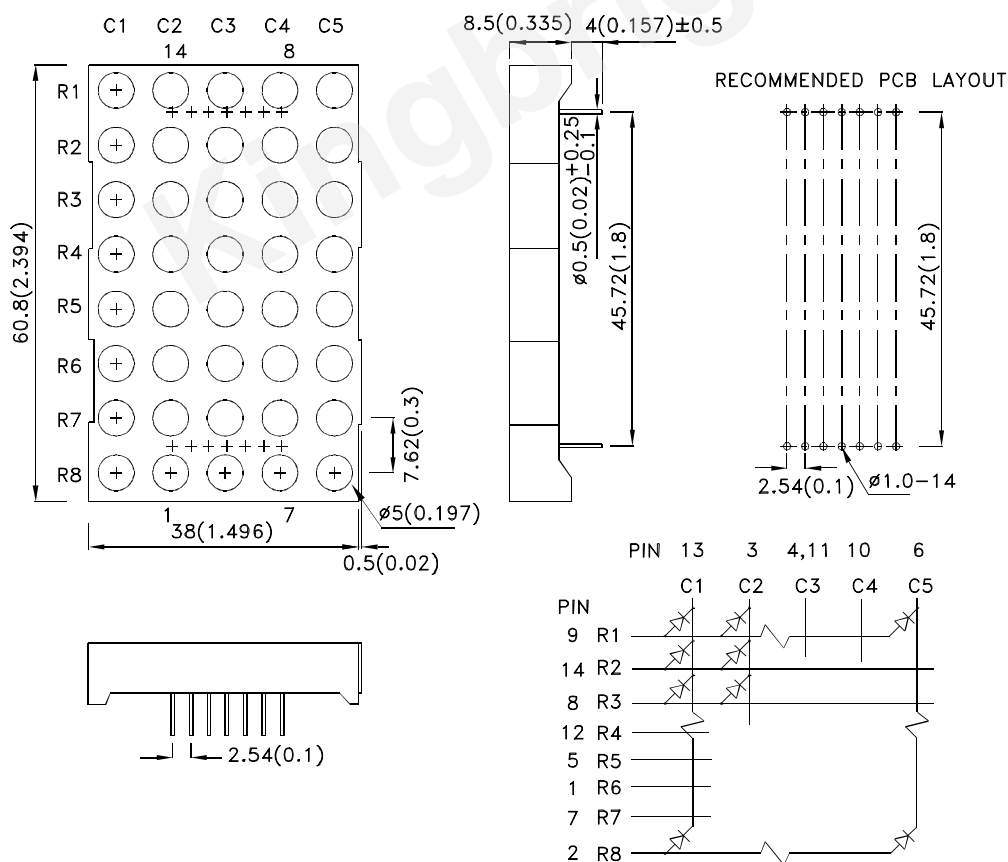 C1 C2 C3 C4 C5
14 8
R1
R2
R3
R4
R5
R6
R7
R8
60.8(2.394)
7.62(0.3)
1 7
ø5(0.197)
38(1.496)
0.5(0.02)
8.5(0.335) 4(0.157)±0.5
ø0.5(0.02)+0.25 -0.1
45.72(1.8)
RECOMMENDED PCB LAYOUT
45.72(1.8)
2.54(0.1)
ø1.0-14
2.54(0.1)
PIN 13 3 4,11 10 6
C1 C2 C3 C4 C5
PIN
9 R1
14 R2
8 R3
12 R4
5 R5
1 R6
7 R7
2 R8